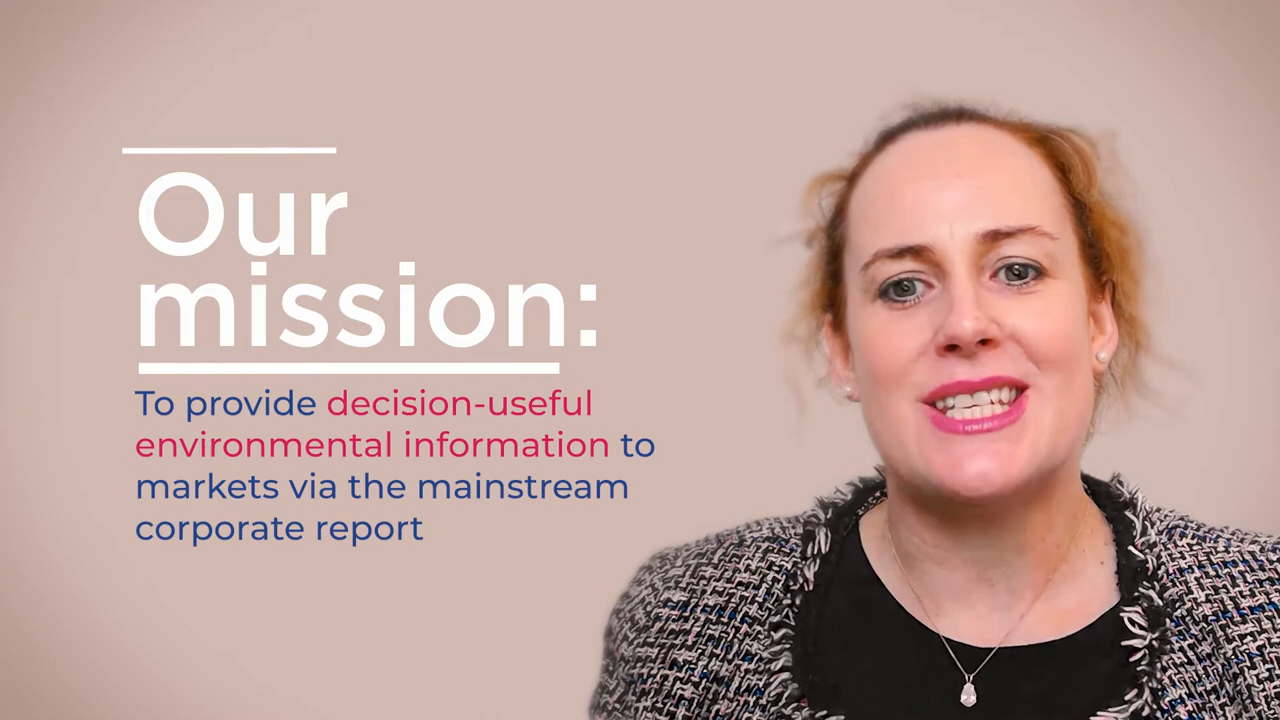 Our
mission:
To provide decision-useful
environmental information to
markets via the mainstream
corporate report